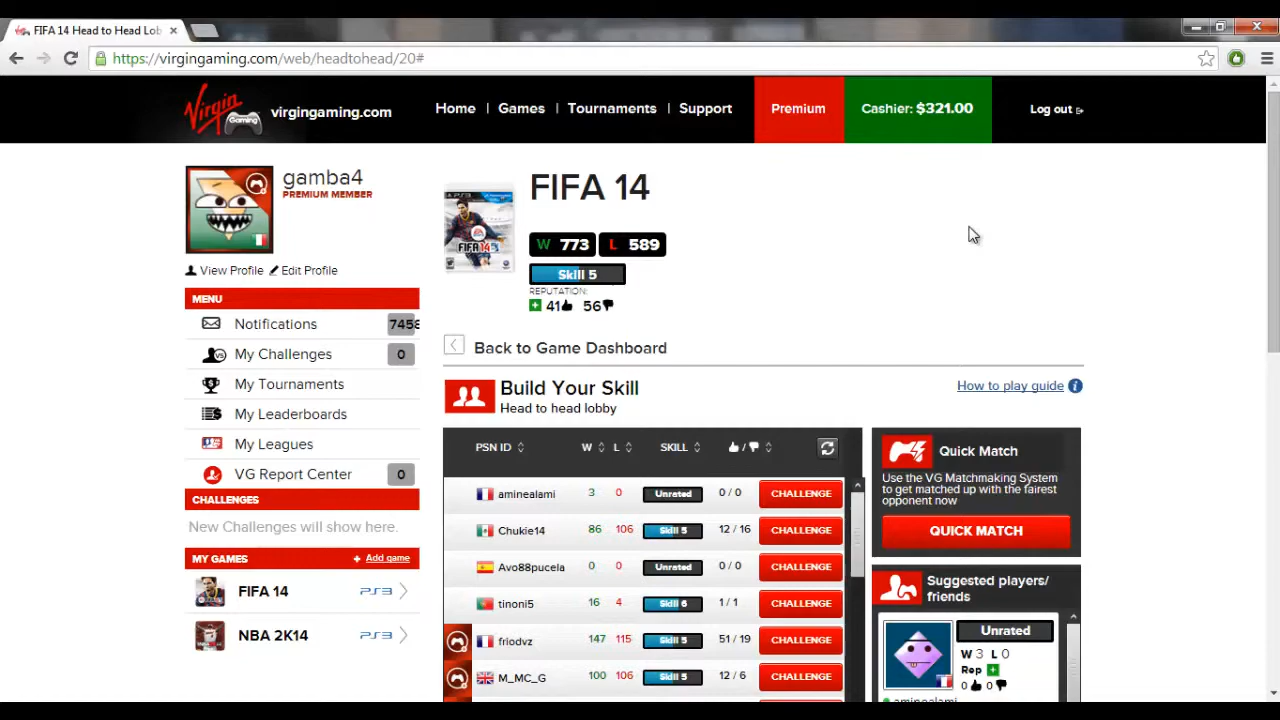 FIFA 14 Head to Head Lob
https://virgingaming.com/web/headtohead/20#
Virgin Gaming
virgingaming.com
Home | Games | Tournaments | Support
Premium
Cashier: $321.00
Log out
gamba4
PREMIUM MEMBER
View Profile Edit Profile
MENU
Notifications 7458
My Challenges 0
My Tournaments
My Leaderboards
My Leagues
VG Report Center 0
CHALLENGES
New Challenges will show here.
MY GAMES + Add game
FIFA 14 PS3
NBA 2K14 PS3
FIFA 14
W 773 L 589
Skill 5
REPUTATION:
+ 41 56
Back to Game Dashboard
Build Your Skill
Head to head lobby
How to play guide i
PSN ID W L SKILL /
aminealami 3 0 Unrated 0 / 0 CHALLENGE
Chukie14 86 106 Skill 5 12 / 16 CHALLENGE
Avo88pucela 0 0 Unrated 0 / 0 CHALLENGE
tinoni5 16 4 Skill 6 1 / 1 CHALLENGE
friodvz 147 115 Skill 5 51 / 19 CHALLENGE
M_MC_G 100 106 Skill 5 12 / 6 CHALLENGE
Quick Match
Use the VG Matchmaking System
to get matched up with the fairest
opponent now
QUICK MATCH
Suggested players/
friends
Unrated
W 3 L 0
Rep +
0 0
aminealami